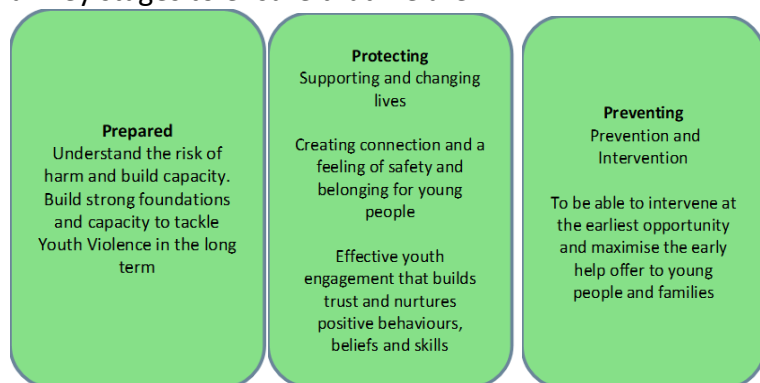 Prepared
Understand the risk of
harm and build capacity.
Build strong foundations
and capacity to tackle
Youth Violence in the long
term
Protecting
Supporting and changing
lives
Creating connection and a
feeling of safety and
belonging for young
people
Effective youth
engagement that builds
trust and nurtures
positive behaviours,
beliefs and skills
Preventing
Prevention and
Intervention
To be able to intervene at
the earliest opportunity
and maximise the early
help offer to young
people and families